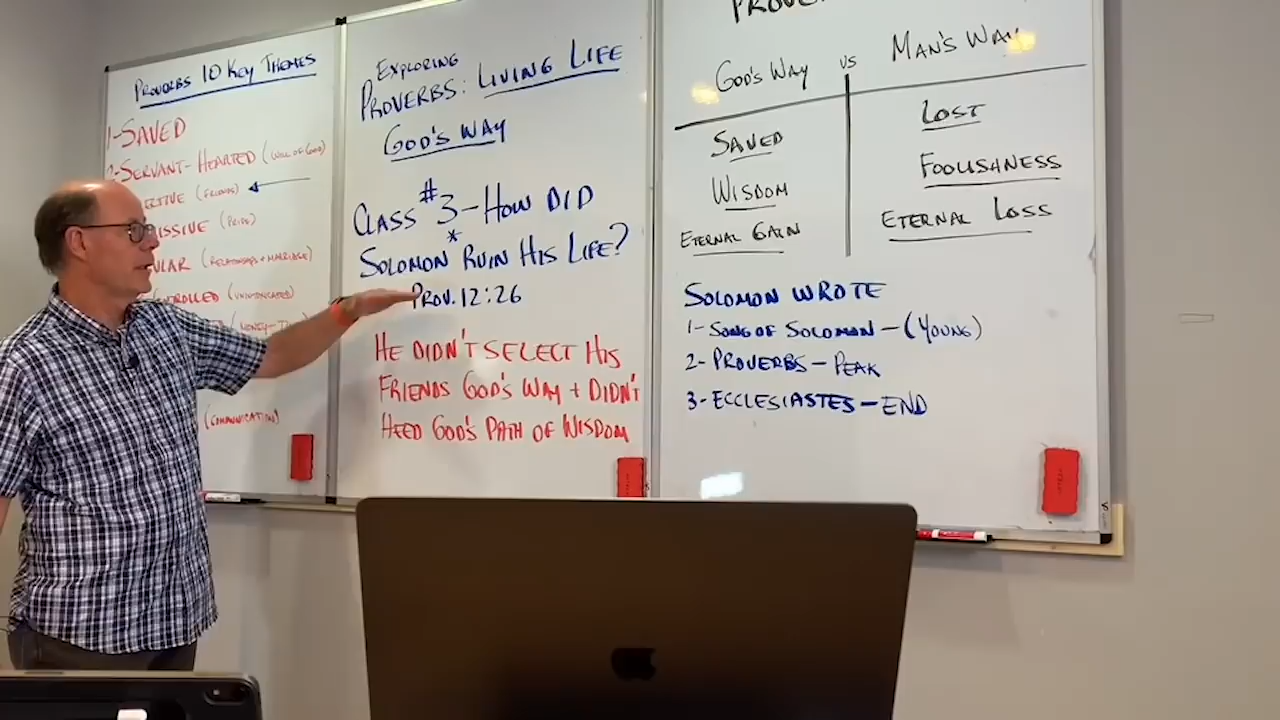 PROVERBS 10 KEY THEMES
1-SAVED
2-SERVANT-HEARTED (WILL OF GOD)
(FRIENDS)
(PRIDE)
(RELATIONSHIPS + MARRIAGE)
(UNINTOXICATED)
(COMMUNICATION)
EXPLORING
PROVERBS: LIVING LIFE
GOD'S WAY
CLASS #3-HOW DID
SOLOMON* RUIN HIS LIFE?
PROV. 12:26
HE DIDN'T SELECT HIS
FRIENDS GOD'S WAY + DIDN'T
HEED GOD'S PATH OF WISDOM
GOD'S WAY VS MAN'S WAY
SAVED LOST
WISDOM FOOLISHNESS
ETERNAL GAIN ETERNAL LOSS
SOLOMON WROTE
1-SONG OF SOLOMON-(YOUNG)
2-PROVERBS-PEAK
3-ECCLESIASTES-END